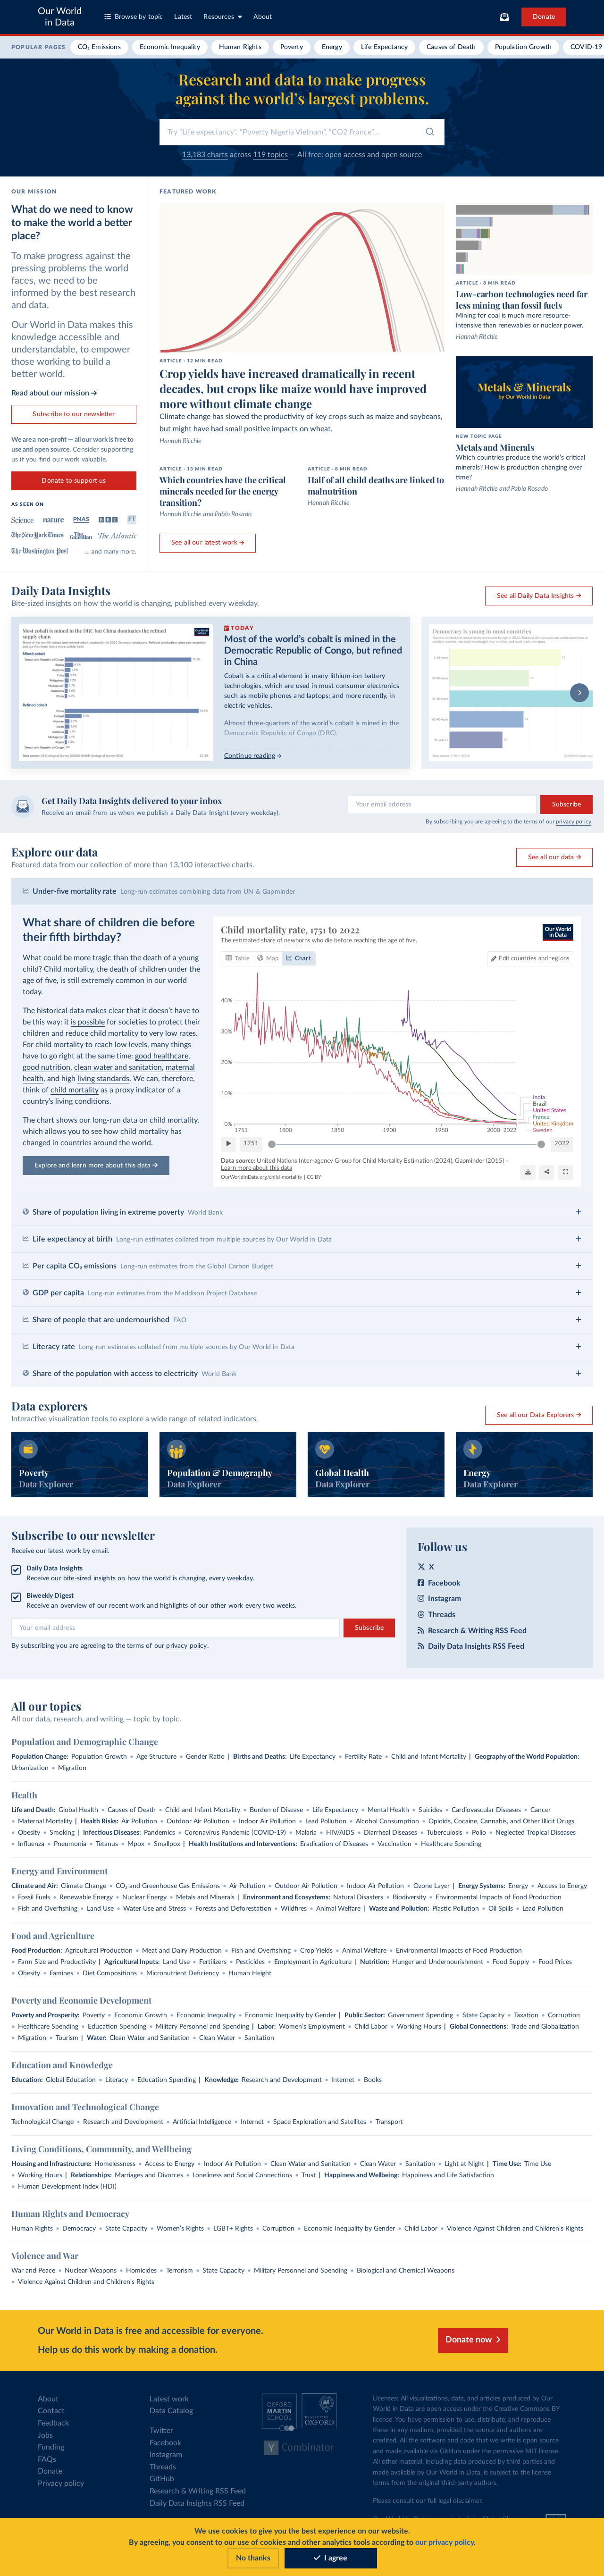 Our World
in Data
Browse by topic
Latest
Resources
About
Donate
POPULAR PAGES
CO₂ Emissions
Economic Inequality
Human Rights
Poverty
Energy
Life Expectancy
Causes of Death
Population Growth
COVID-19
Research and data to make progress
against the world's largest problems.
Try "Life expectancy", "Poverty Nigeria Vietnam", "CO2 France"...
13,183 charts across 119 topics — All free: open access and open source
OUR MISSION
What do we need to know
to make the world a better
place?
To make progress against the
pressing problems the world
faces, we need to be
informed by the best research
and data.
Our World in Data makes this
knowledge accessible and
understandable, to empower
those working to build a
better world.
Read about our mission →
Subscribe to our newsletter
We are a non-profit — all our work is free to
use and open source. Consider supporting
us if you find our work valuable.
Donate to support us
AS SEEN ON
Science
nature
PNAS
BBC
FT
The New York Times
The Guardian
The Atlantic
The Washington Post
... and many more.
FEATURED WORK
ARTICLE · 12 MIN READ
Crop yields have increased dramatically in recent
decades, but crops like maize would have improved
more without climate change
Climate change has slowed the productivity of key crops such as maize and soybeans,
but might have had small positive impacts on wheat.
Hannah Ritchie
ARTICLE · 8 MIN READ
Low-carbon technologies need far
less mining than fossil fuels
Mining for coal is much more resource-
intensive than renewables or nuclear power.
Hannah Ritchie
Metals & Minerals
by Our World in Data
NEW TOPIC PAGE
Metals and Minerals
Which countries produce the world's critical
minerals? How is production changing over
time?
Hannah Ritchie and Pablo Rosado
ARTICLE · 13 MIN READ
Which countries have the critical
minerals needed for the energy
transition?
Hannah Ritchie and Pablo Rosado
ARTICLE · 8 MIN READ
Half of all child deaths are linked to
malnutrition
Hannah Ritchie
See all our latest work →
Daily Data Insights
Bite-sized insights on how the world is changing, published every weekday.
See all Daily Data Insights →
Most cobalt is mined in the DRC but China dominates the refined
supply chain
Mined cobalt
Refined cobalt
TODAY
Most of the world's cobalt is mined in the
Democratic Republic of Congo, but refined
in China
Cobalt is a critical element in many lithium-ion battery
technologies, which are used in most consumer electronics
such as mobile phones and laptops; and more recently, in
electric vehicles.
Almost three-quarters of the world's cobalt is mined in the
Democratic Republic of Congo (DRC).
Continue reading →
Democracy is young in most countries
Get Daily Data Insights delivered to your inbox
Receive an email from us when we publish a Daily Data Insight (every weekday).
Your email address
Subscribe
By subscribing you are agreeing to the terms of our privacy policy.
Explore our data
Featured data from our collection of more than 13,100 interactive charts.
See all our data →
Under-five mortality rate Long-run estimates combining data from UN & Gapminder
What share of children die before
their fifth birthday?
What could be more tragic than the death of a young
child? Child mortality, the death of children under the
age of five, is still extremely common in our world
today.
The historical data makes clear that it doesn't have to
be this way: it is possible for societies to protect their
children and reduce child mortality to very low rates.
For child mortality to reach low levels, many things
have to go right at the same time: good healthcare,
good nutrition, clean water and sanitation, maternal
health, and high living standards. We can, therefore,
think of child mortality as a proxy indicator of a
country's living conditions.
The chart shows our long-run data on child mortality,
which allows you to see how child mortality has
changed in countries around the world.
Explore and learn more about this data →
Child mortality rate, 1751 to 2022
The estimated share of newborns who die before reaching the age of five.
Our World
in Data
Table
Map
Chart
Edit countries and regions
40%
30%
20%
10%
0%
1751
1800
1850
1900
1950
2000
2022
India
Brazil
United States
France
United Kingdom
Sweden
1751
2022
Data source: United Nations Inter-agency Group for Child Mortality Estimation (2024); Gapminder (2015) –
Learn more about this data
OurWorldinData.org/child-mortality | CC BY
Share of population living in extreme poverty World Bank
Life expectancy at birth Long-run estimates collated from multiple sources by Our World in Data
Per capita CO₂ emissions Long-run estimates from the Global Carbon Budget
GDP per capita Long-run estimates from the Maddison Project Database
Share of people that are undernourished FAO
Literacy rate Long-run estimates collated from multiple sources by Our World in Data
Share of the population with access to electricity World Bank
Data explorers
Interactive visualization tools to explore a wide range of related indicators.
See all our Data Explorers →
Poverty
Data Explorer
Population & Demography
Data Explorer
Global Health
Data Explorer
Energy
Data Explorer
Subscribe to our newsletter
Receive our latest work by email.
Daily Data Insights
Receive our bite-sized insights on how the world is changing, every weekday.
Biweekly Digest
Receive an overview of our recent work and highlights of our other work every two weeks.
Your email address
Subscribe
By subscribing you are agreeing to the terms of our privacy policy.
Follow us
X
Facebook
Instagram
Threads
Research & Writing RSS Feed
Daily Data Insights RSS Feed
All our topics
All our data, research, and writing — topic by topic.
Population and Demographic Change
Population Change: Population Growth • Age Structure • Gender Ratio | Births and Deaths: Life Expectancy • Fertility Rate • Child and Infant Mortality | Geography of the World Population:
Urbanization • Migration
Health
Life and Death: Global Health • Causes of Death • Child and Infant Mortality • Burden of Disease • Life Expectancy • Mental Health • Suicides • Cardiovascular Diseases • Cancer
• Maternal Mortality | Health Risks: Air Pollution • Outdoor Air Pollution • Indoor Air Pollution • Lead Pollution • Alcohol Consumption • Opioids, Cocaine, Cannabis, and Other Illicit Drugs
• Obesity • Smoking | Infectious Diseases: Pandemics • Coronavirus Pandemic (COVID-19) • Malaria • HIV/AIDS • Diarrheal Diseases • Tuberculosis • Polio • Neglected Tropical Diseases
• Influenza • Pneumonia • Tetanus • Mpox • Smallpox | Health Institutions and Interventions: Eradication of Diseases • Vaccination • Healthcare Spending
Energy and Environment
Climate and Air: Climate Change • CO₂ and Greenhouse Gas Emissions • Air Pollution • Outdoor Air Pollution • Indoor Air Pollution • Ozone Layer | Energy Systems: Energy • Access to Energy
• Fossil Fuels • Renewable Energy • Nuclear Energy • Metals and Minerals | Environment and Ecosystems: Natural Disasters • Biodiversity • Environmental Impacts of Food Production
• Fish and Overfishing • Land Use • Water Use and Stress • Forests and Deforestation • Wildfires • Animal Welfare | Waste and Pollution: Plastic Pollution • Oil Spills • Lead Pollution
Food and Agriculture
Food Production: Agricultural Production • Meat and Dairy Production • Fish and Overfishing • Crop Yields • Animal Welfare • Environmental Impacts of Food Production
• Farm Size and Productivity | Agricultural Inputs: Land Use • Fertilizers • Pesticides • Employment in Agriculture | Nutrition: Hunger and Undernourishment • Food Supply • Food Prices
• Obesity • Famines • Diet Compositions • Micronutrient Deficiency • Human Height
Poverty and Economic Development
Poverty and Prosperity: Poverty • Economic Growth • Economic Inequality • Economic Inequality by Gender | Public Sector: Government Spending • State Capacity • Taxation • Corruption
• Healthcare Spending • Education Spending • Military Personnel and Spending | Labor: Women's Employment • Child Labor • Working Hours | Global Connections: Trade and Globalization
• Migration • Tourism | Water: Clean Water and Sanitation • Clean Water • Sanitation
Education and Knowledge
Education: Global Education • Literacy • Education Spending | Knowledge: Research and Development • Internet • Books
Innovation and Technological Change
Technological Change • Research and Development • Artificial Intelligence • Internet • Space Exploration and Satellites • Transport
Living Conditions, Community, and Wellbeing
Housing and Infrastructure: Homelessness • Access to Energy • Indoor Air Pollution • Clean Water and Sanitation • Clean Water • Sanitation • Light at Night | Time Use: Time Use
• Working Hours | Relationships: Marriages and Divorces • Loneliness and Social Connections • Trust | Happiness and Wellbeing: Happiness and Life Satisfaction
• Human Development Index (HDI)
Human Rights and Democracy
Human Rights • Democracy • State Capacity • Women's Rights • LGBT+ Rights • Corruption • Economic Inequality by Gender • Child Labor • Violence Against Children and Children's Rights
Violence and War
War and Peace • Nuclear Weapons • Homicides • Terrorism • State Capacity • Military Personnel and Spending • Biological and Chemical Weapons
• Violence Against Children and Children's Rights
Our World in Data is free and accessible for everyone.
Help us do this work by making a donation.
Donate now
About
Contact
Feedback
Jobs
Funding
FAQs
Donate
Privacy policy
Latest work
Data Catalog
Twitter
Facebook
Instagram
Threads
GitHub
Research & Writing RSS Feed
Daily Data Insights RSS Feed
OXFORD
MARTIN
SCHOOL
UNIVERSITY OF
OXFORD
Y Combinator
Licenses: All visualizations, data, and articles produced by Our
World in Data are open access under the Creative Commons BY
license. You have permission to use, distribute, and reproduce
these in any medium, provided the source and authors are
credited. All the software and code that we write is open source
and made available via GitHub under the permissive MIT license.
All other material, including data produced by third parties and
made available by Our World in Data, is subject to the license
terms from the original third-party authors.
Please consult our full legal disclaimer.
We use cookies to give you the best experience on our website.
By agreeing, you consent to our use of cookies and other analytics tools according to our privacy policy.
No thanks
I agree